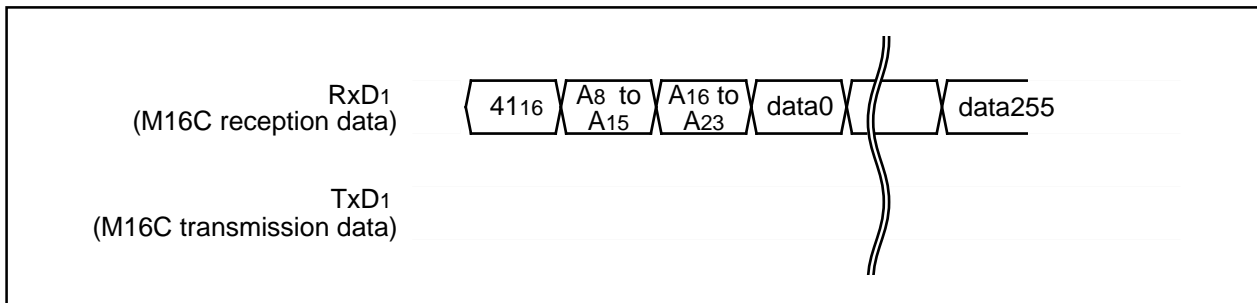 RxD1
(M16C reception data)
4116
A8 to
A15
A16 to
A23
data0
data255
TxD1
(M16C transmission data)